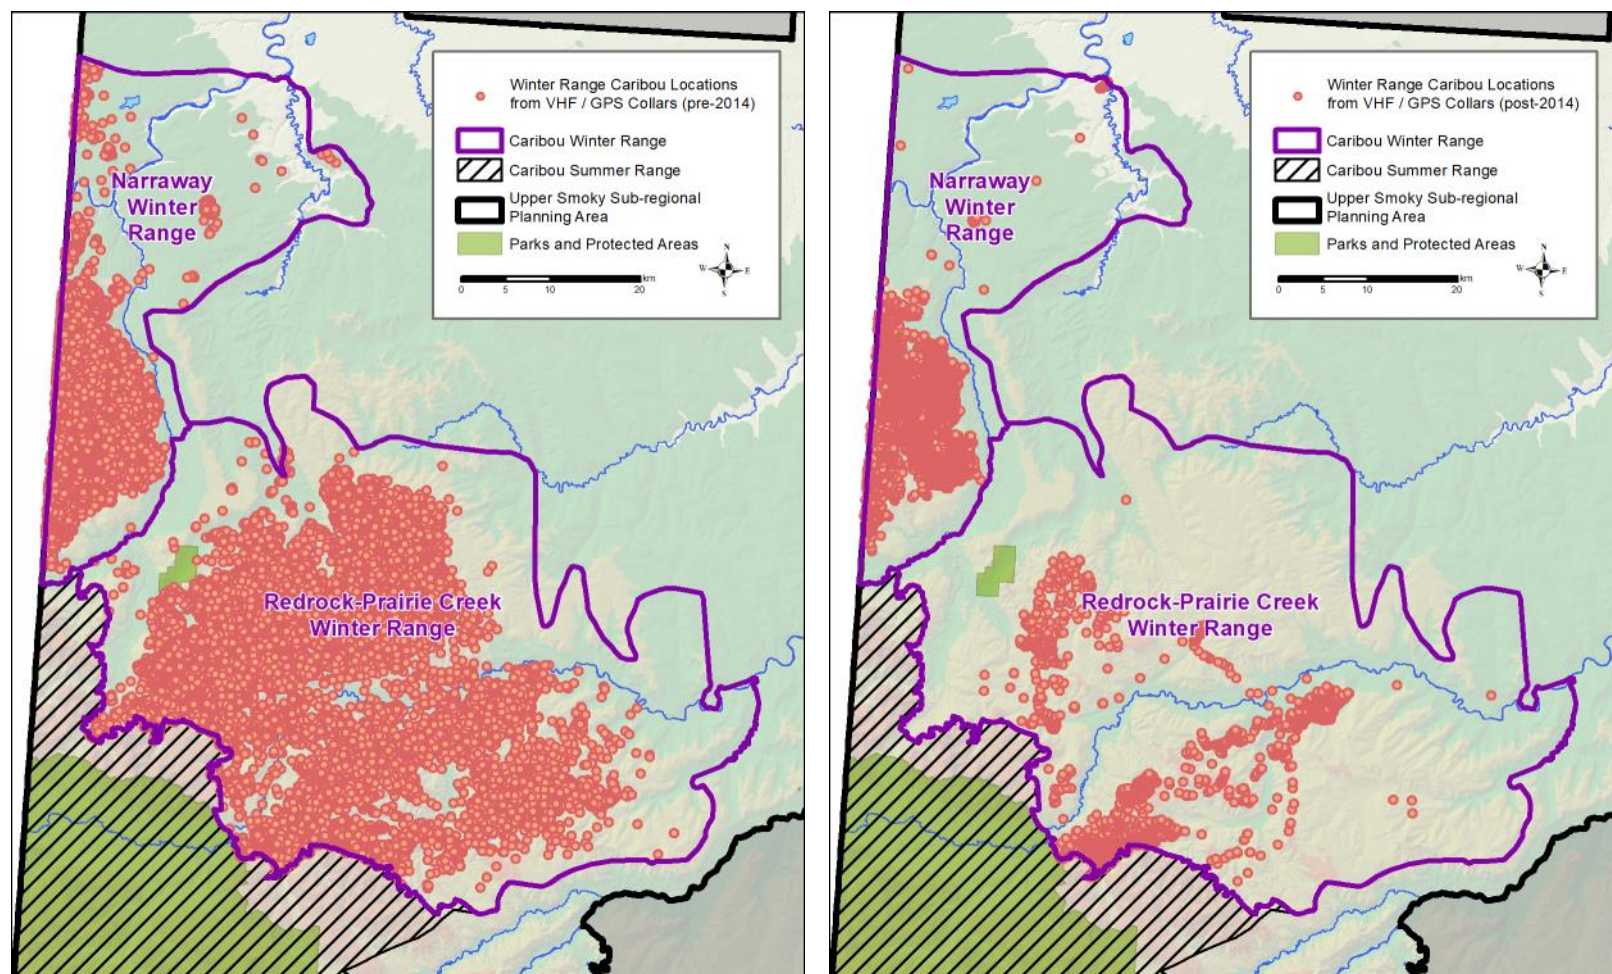 Winter Range Caribou Locations
from VHF / GPS Collars (pre-2014)
Caribou Winter Range
Caribou Summer Range
Upper Smoky Sub-regional
Planning Area
Parks and Protected Areas
N
W E
S
km
0 5 10 20
Narraway
Winter
Range
Redrock-Prairie Creek
Winter Range
Winter Range Caribou Locations
from VHF / GPS Collars (post-2014)
Caribou Winter Range
Caribou Summer Range
Upper Smoky Sub-regional
Planning Area
Parks and Protected Areas
N
W E
S
km
0 5 10 20
Narraway
Winter
Range
Redrock-Prairie Creek
Winter Range